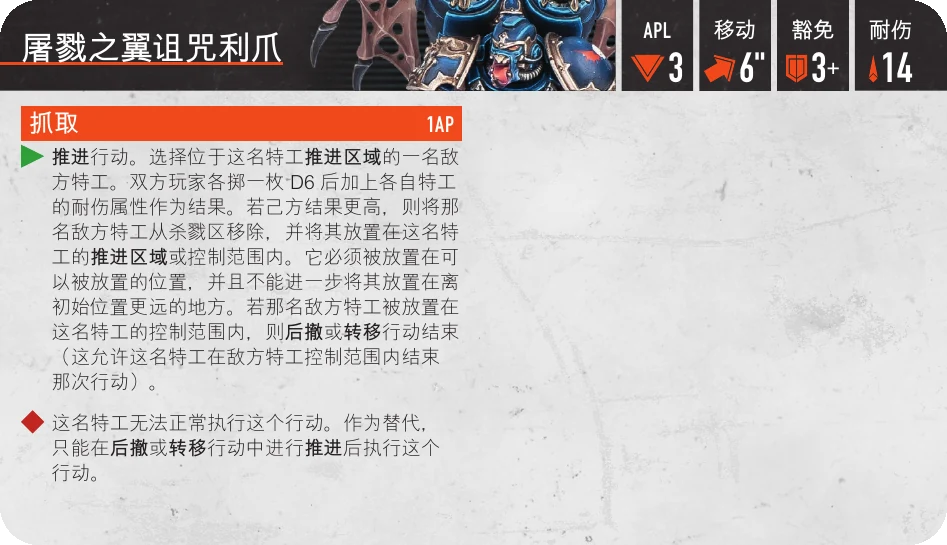 屠戮之翼诅咒利爪
APL
3
移动
6"
豁免
3+
耐伤
14
抓取 1AP
推进行动。选择位于这名特工推进区域的一名敌
方特工。双方玩家各掷一枚 D6 后加上各自特工
的耐伤属性作为结果。若己方结果更高，则将那
名敌方特工从杀戮区移除，并将其放置在这名特
工的推进区域或控制范围内。它必须被放置在可
以被放置的位置，并且不能进一步将其放置在离
初始位置更远的地方。若那名敌方特工被放置在
这名特工的控制范围内，则后撤或转移行动结束
（这允许这名特工在敌方特工控制范围内结束
那次行动）。
这名特工无法正常执行这个行动。作为替代，
只能在后撤或转移行动中进行推进后执行这个
行动。